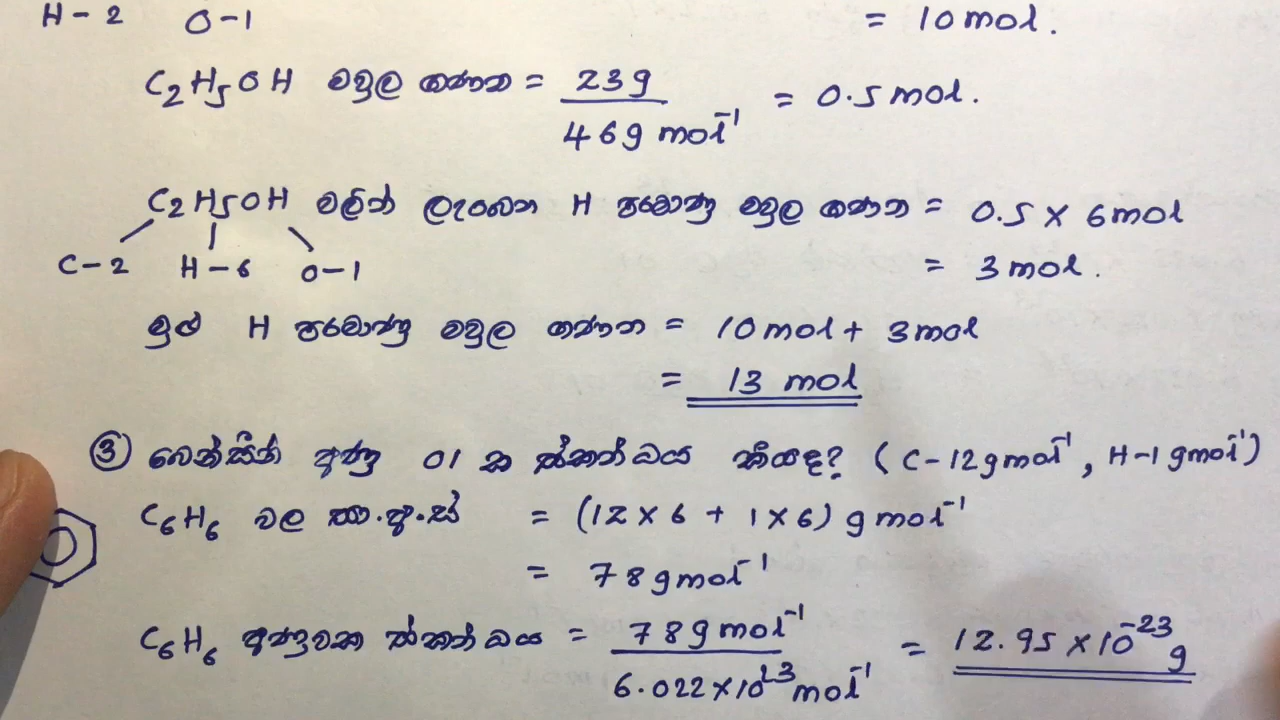 H - 2 O - 1 = 10 mol.
C₂H₅OH මවුල ගණන = 23g / 46g mol⁻¹ = 0.5 mol.
C₂H₅OH වලින් ලැබෙන H පරමාණු මවුල ගණන = 0.5 × 6 mol
C - 2 H - 6 O - 1 = 3 mol.
මුළු H පරමාණු මවුල ගණන = 10 mol + 3 mol
= 13 mol
③ බෙන්සීන් අණු 01 ක ස්කන්ධය කීයද? (C - 12 g mol⁻¹, H - 1 g mol⁻¹)
C₆H₆ වල සා.අ.ස් = (12 × 6 + 1 × 6) g mol⁻¹
= 78 g mol⁻¹
C₆H₆ අණුවක ස්කන්ධය = 78 g mol⁻¹ / 6.022 × 10²³ mol⁻¹ = 12.95 × 10⁻²³ g